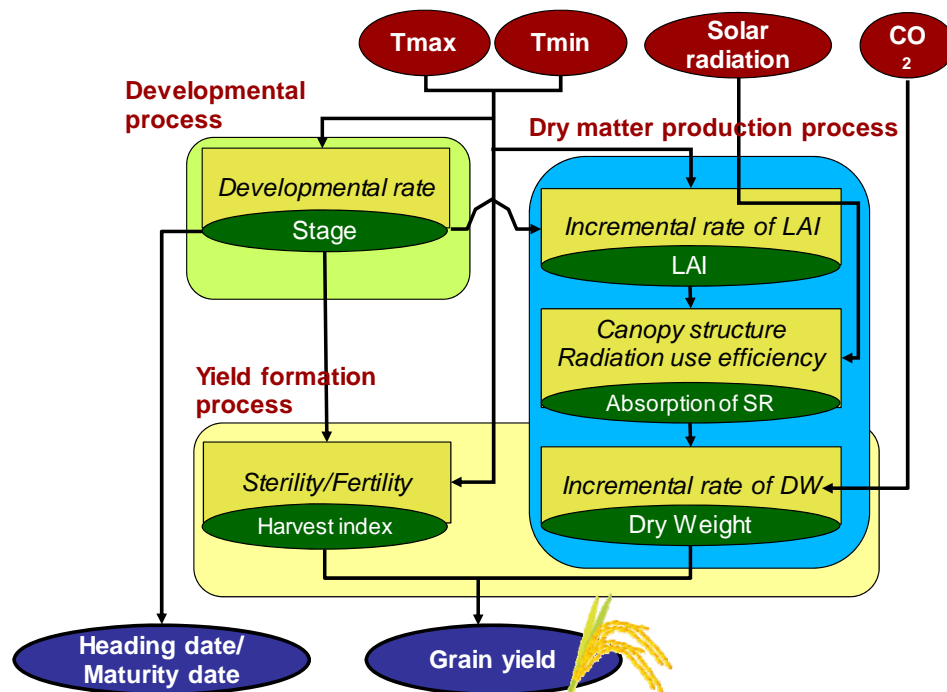 Tmax
Tmin
Solar
radiation
CO
2
Developmental
process
Dry matter production process
Developmental rate
Stage
Incremental rate of LAI
LAI
Canopy structure
Radiation use efficiency
Absorption of SR
Yield formation
process
Sterility/Fertility
Harvest index
Incremental rate of DW
Dry Weight
Heading date/
Maturity date
Grain yield